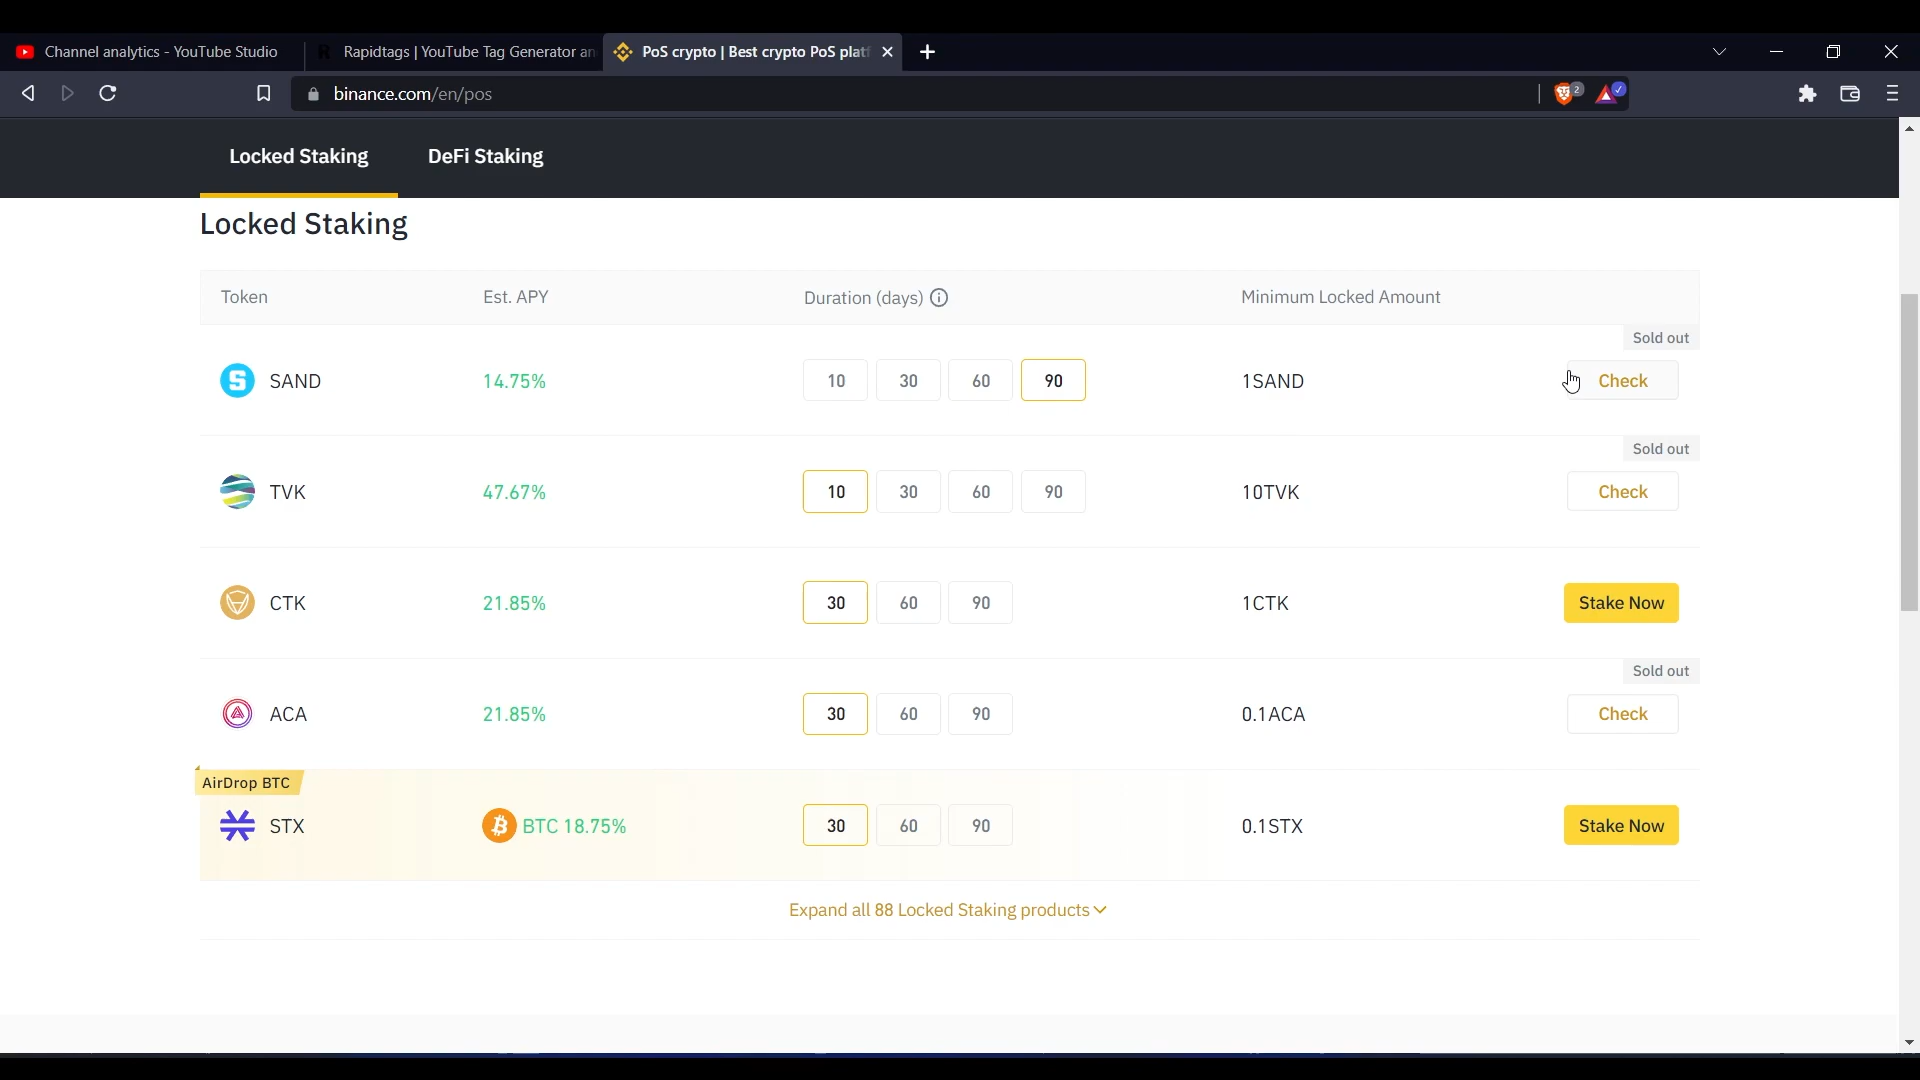 Channel analytics - YouTube Studio
Rapidtags | YouTube Tag Generator an
PoS crypto | Best crypto PoS platf
binance.com/en/pos
2
Locked Staking
DeFi Staking
Locked Staking
Token Est. APY Duration (days) Minimum Locked Amount
Sold out
SAND 14.75% 10 30 60 90 1SAND Check
Sold out
TVK 47.67% 10 30 60 90 10TVK Check
CTK 21.85% 30 60 90 1CTK Stake Now
Sold out
ACA 21.85% 30 60 90 0.1ACA Check
AirDrop BTC
STX BTC 18.75% 30 60 90 0.1STX Stake Now
Expand all 88 Locked Staking products